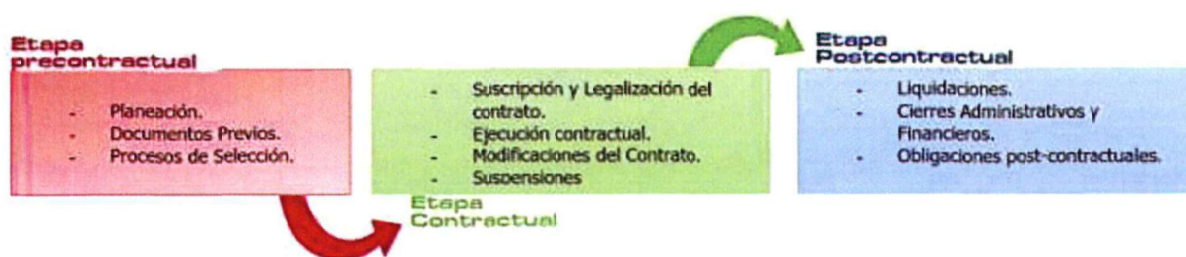 Etapa
precontractual
- Planeación.
- Documentos Previos.
- Procesos de Selección.
- Suscripción y Legalización del
contrato.
- Ejecución contractual.
- Modificaciones del Contrato.
- Suspensiones
Etapa
Contractual
Etapa
Postcontractual
- Liquidaciones.
- Cierres Administrativos y
Financieros.
- Obligaciones post-contractuales.